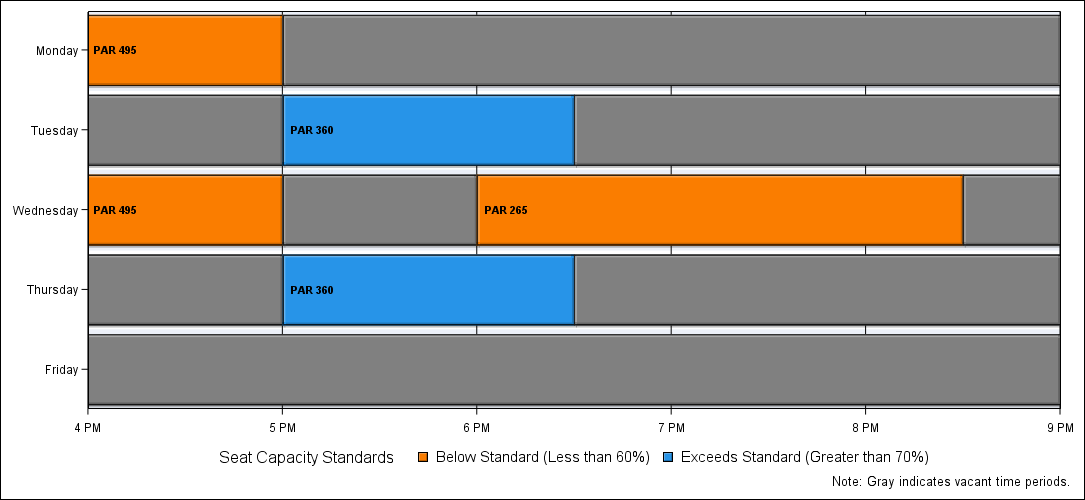 Monday
PAR 495
Tuesday
PAR 360
Wednesday
PAR 495
PAR 265
Thursday
PAR 360
Friday
4 PM 5 PM 6 PM 7 PM 8 PM 9 PM
Seat Capacity Standards Below Standard (Less than 60%) Exceeds Standard (Greater than 70%)
Note: Gray indicates vacant time periods.